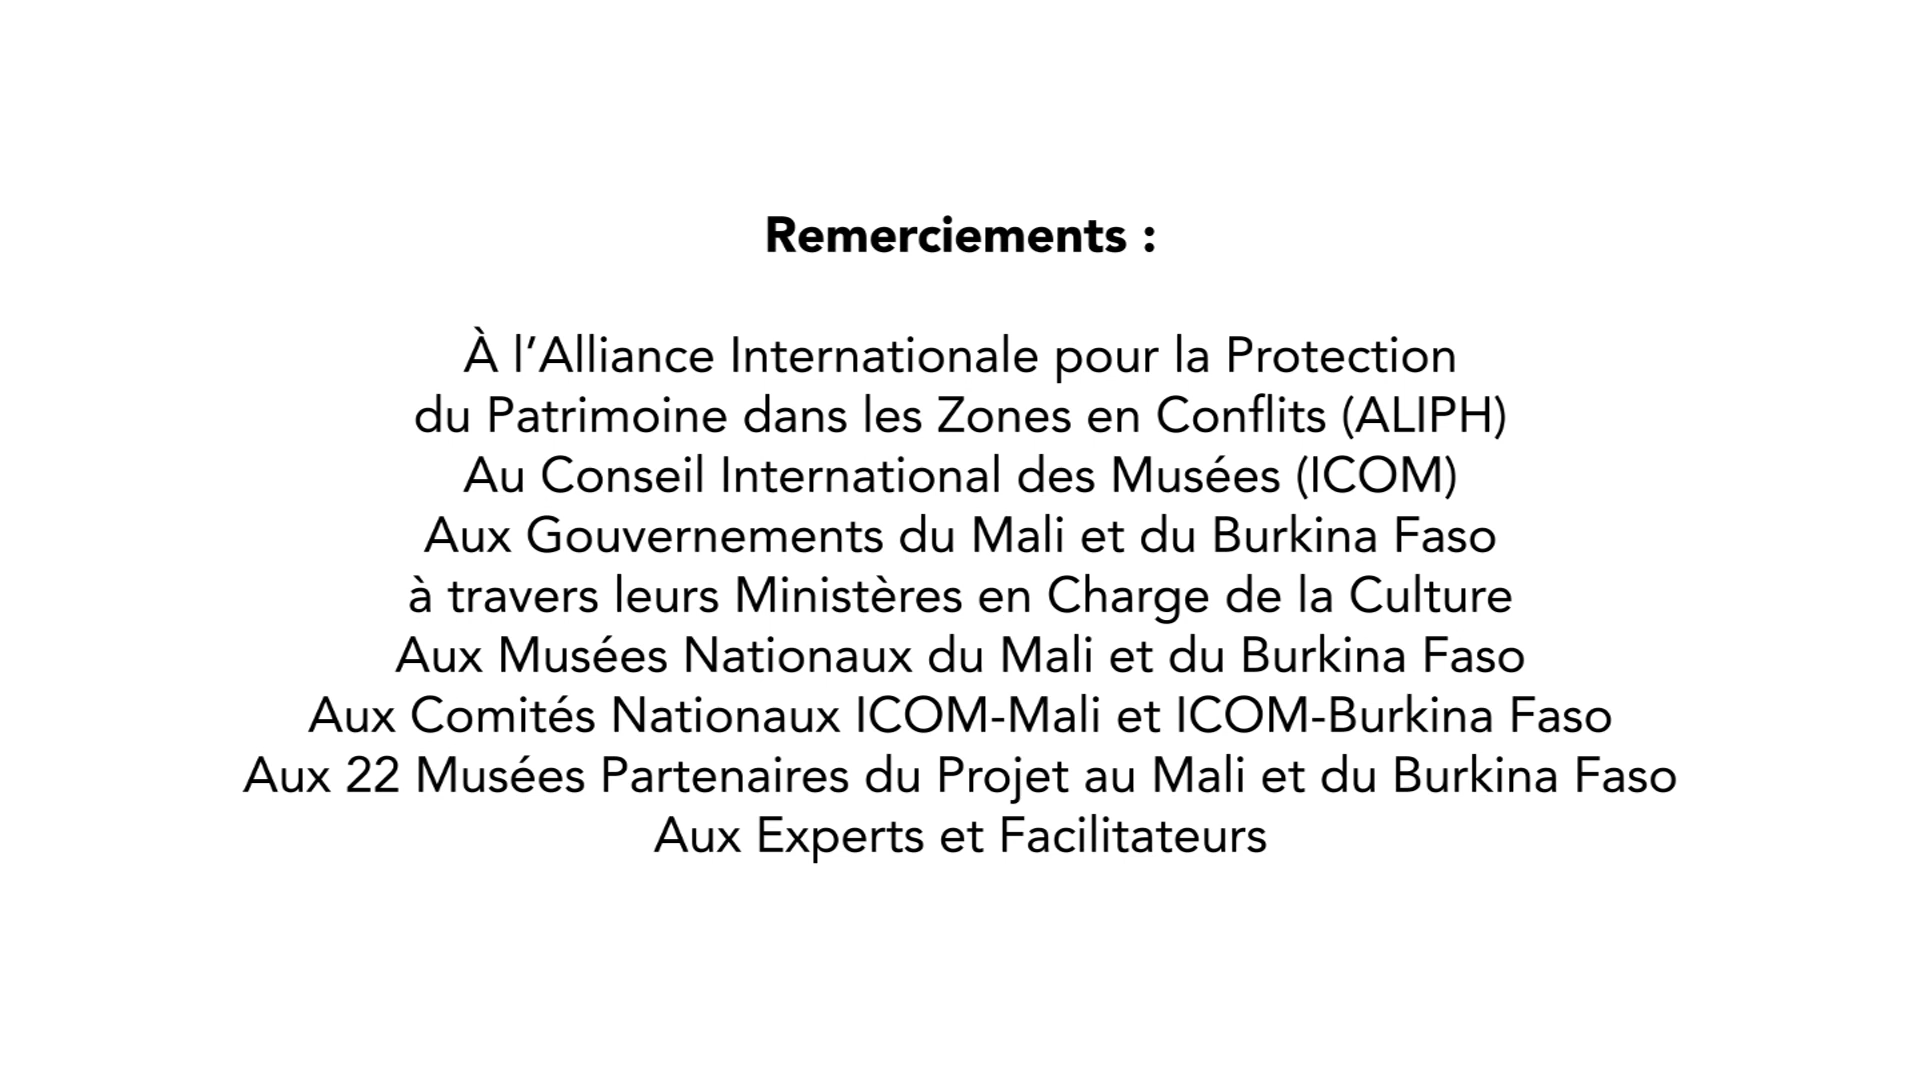 Remerciements :
À l’Alliance Internationale pour la Protection
du Patrimoine dans les Zones en Conflits (ALIPH)
Au Conseil International des Musées (ICOM)
Aux Gouvernements du Mali et du Burkina Faso
à travers leurs Ministères en Charge de la Culture
Aux Musées Nationaux du Mali et du Burkina Faso
Aux Comités Nationaux ICOM-Mali et ICOM-Burkina Faso
Aux 22 Musées Partenaires du Projet au Mali et du Burkina Faso
Aux Experts et Facilitateurs